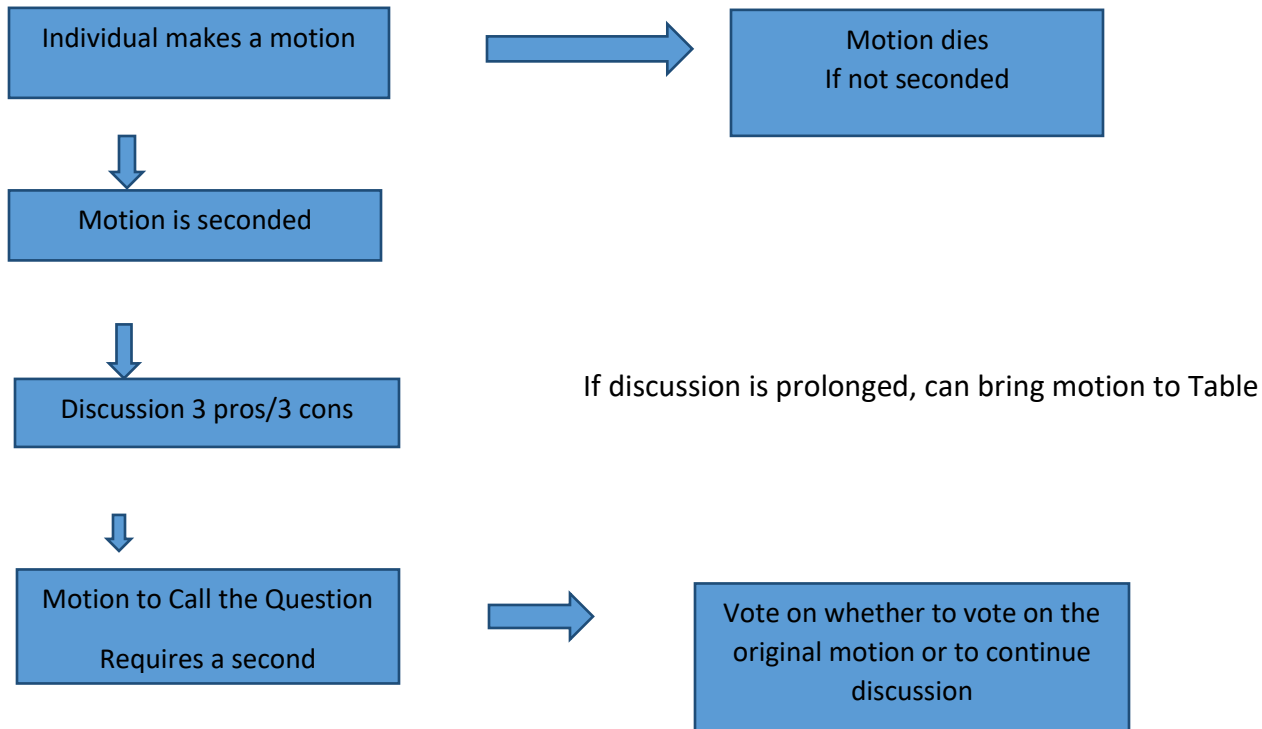 Individual makes a motion
Motion dies
If not seconded
Motion is seconded
Discussion 3 pros/3 cons
If discussion is prolonged, can bring motion to Table
Motion to Call the Question
Requires a second
Vote on whether to vote on the
original motion or to continue
discussion